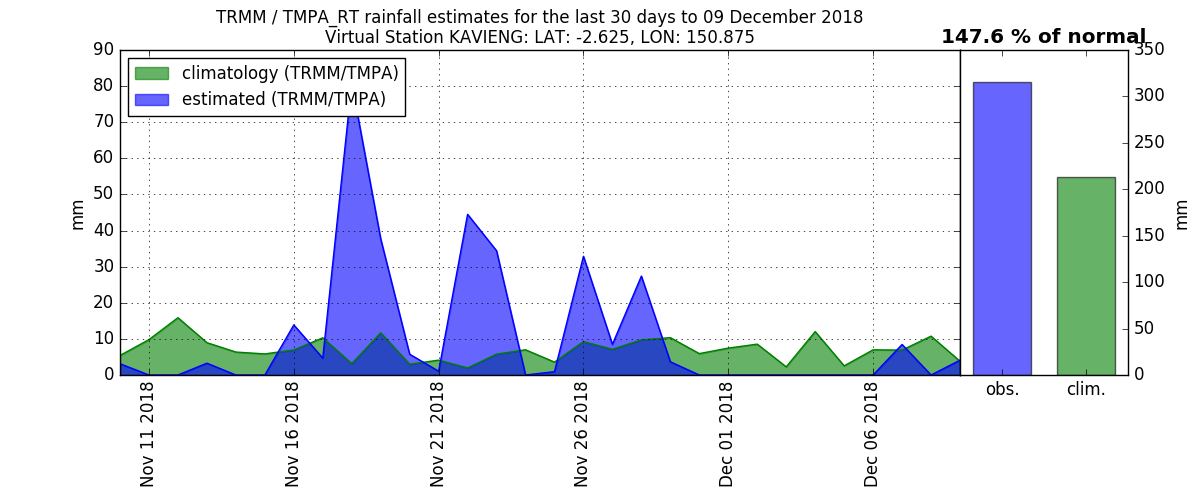 TRMM / TMPA_RT rainfall estimates for the last 30 days to 09 December 2018
Virtual Station KAVIENG: LAT: -2.625, LON: 150.875
147.6 % of normal
climatology (TRMM/TMPA)
estimated (TRMM/TMPA)
90
80
70
60
50
40
30
20
10
0
mm
Nov 11 2018
Nov 16 2018
Nov 21 2018
Nov 26 2018
Dec 01 2018
Dec 06 2018
obs.
clim.
350
300
250
200
150
100
50
0
mm